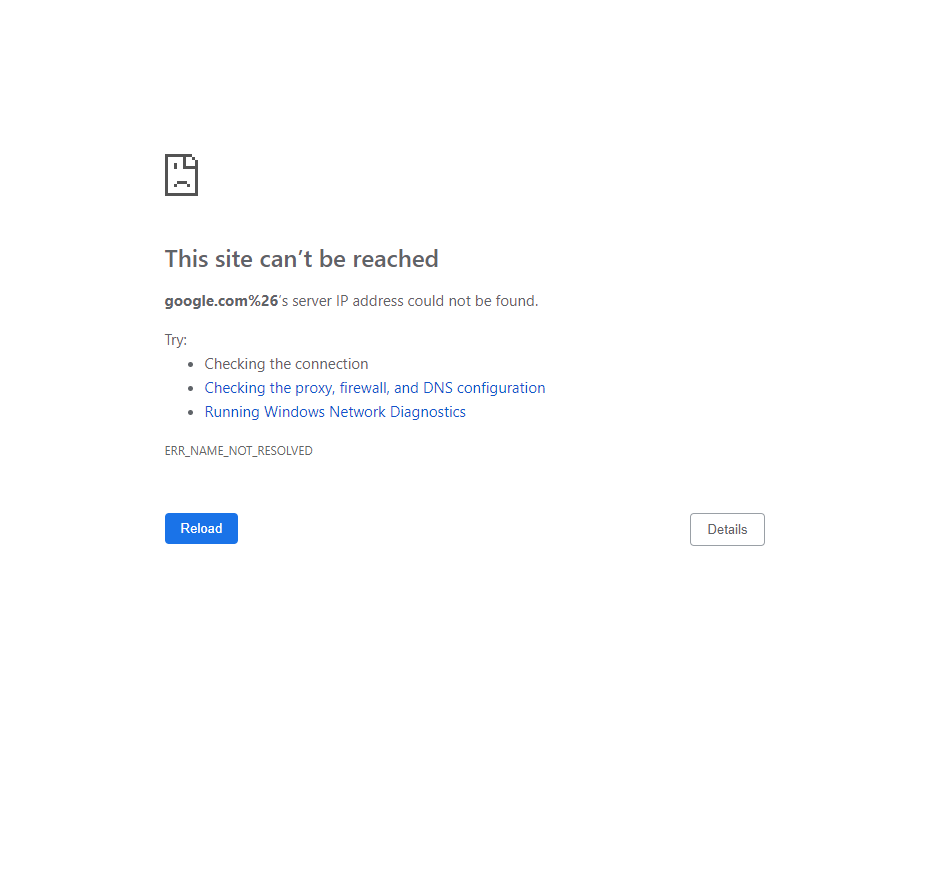 This site can’t be reached
google.com%26’s server IP address could not be found.
Try:
• Checking the connection
• Checking the proxy, firewall, and DNS configuration
• Running Windows Network Diagnostics
ERR_NAME_NOT_RESOLVED
Reload
Details